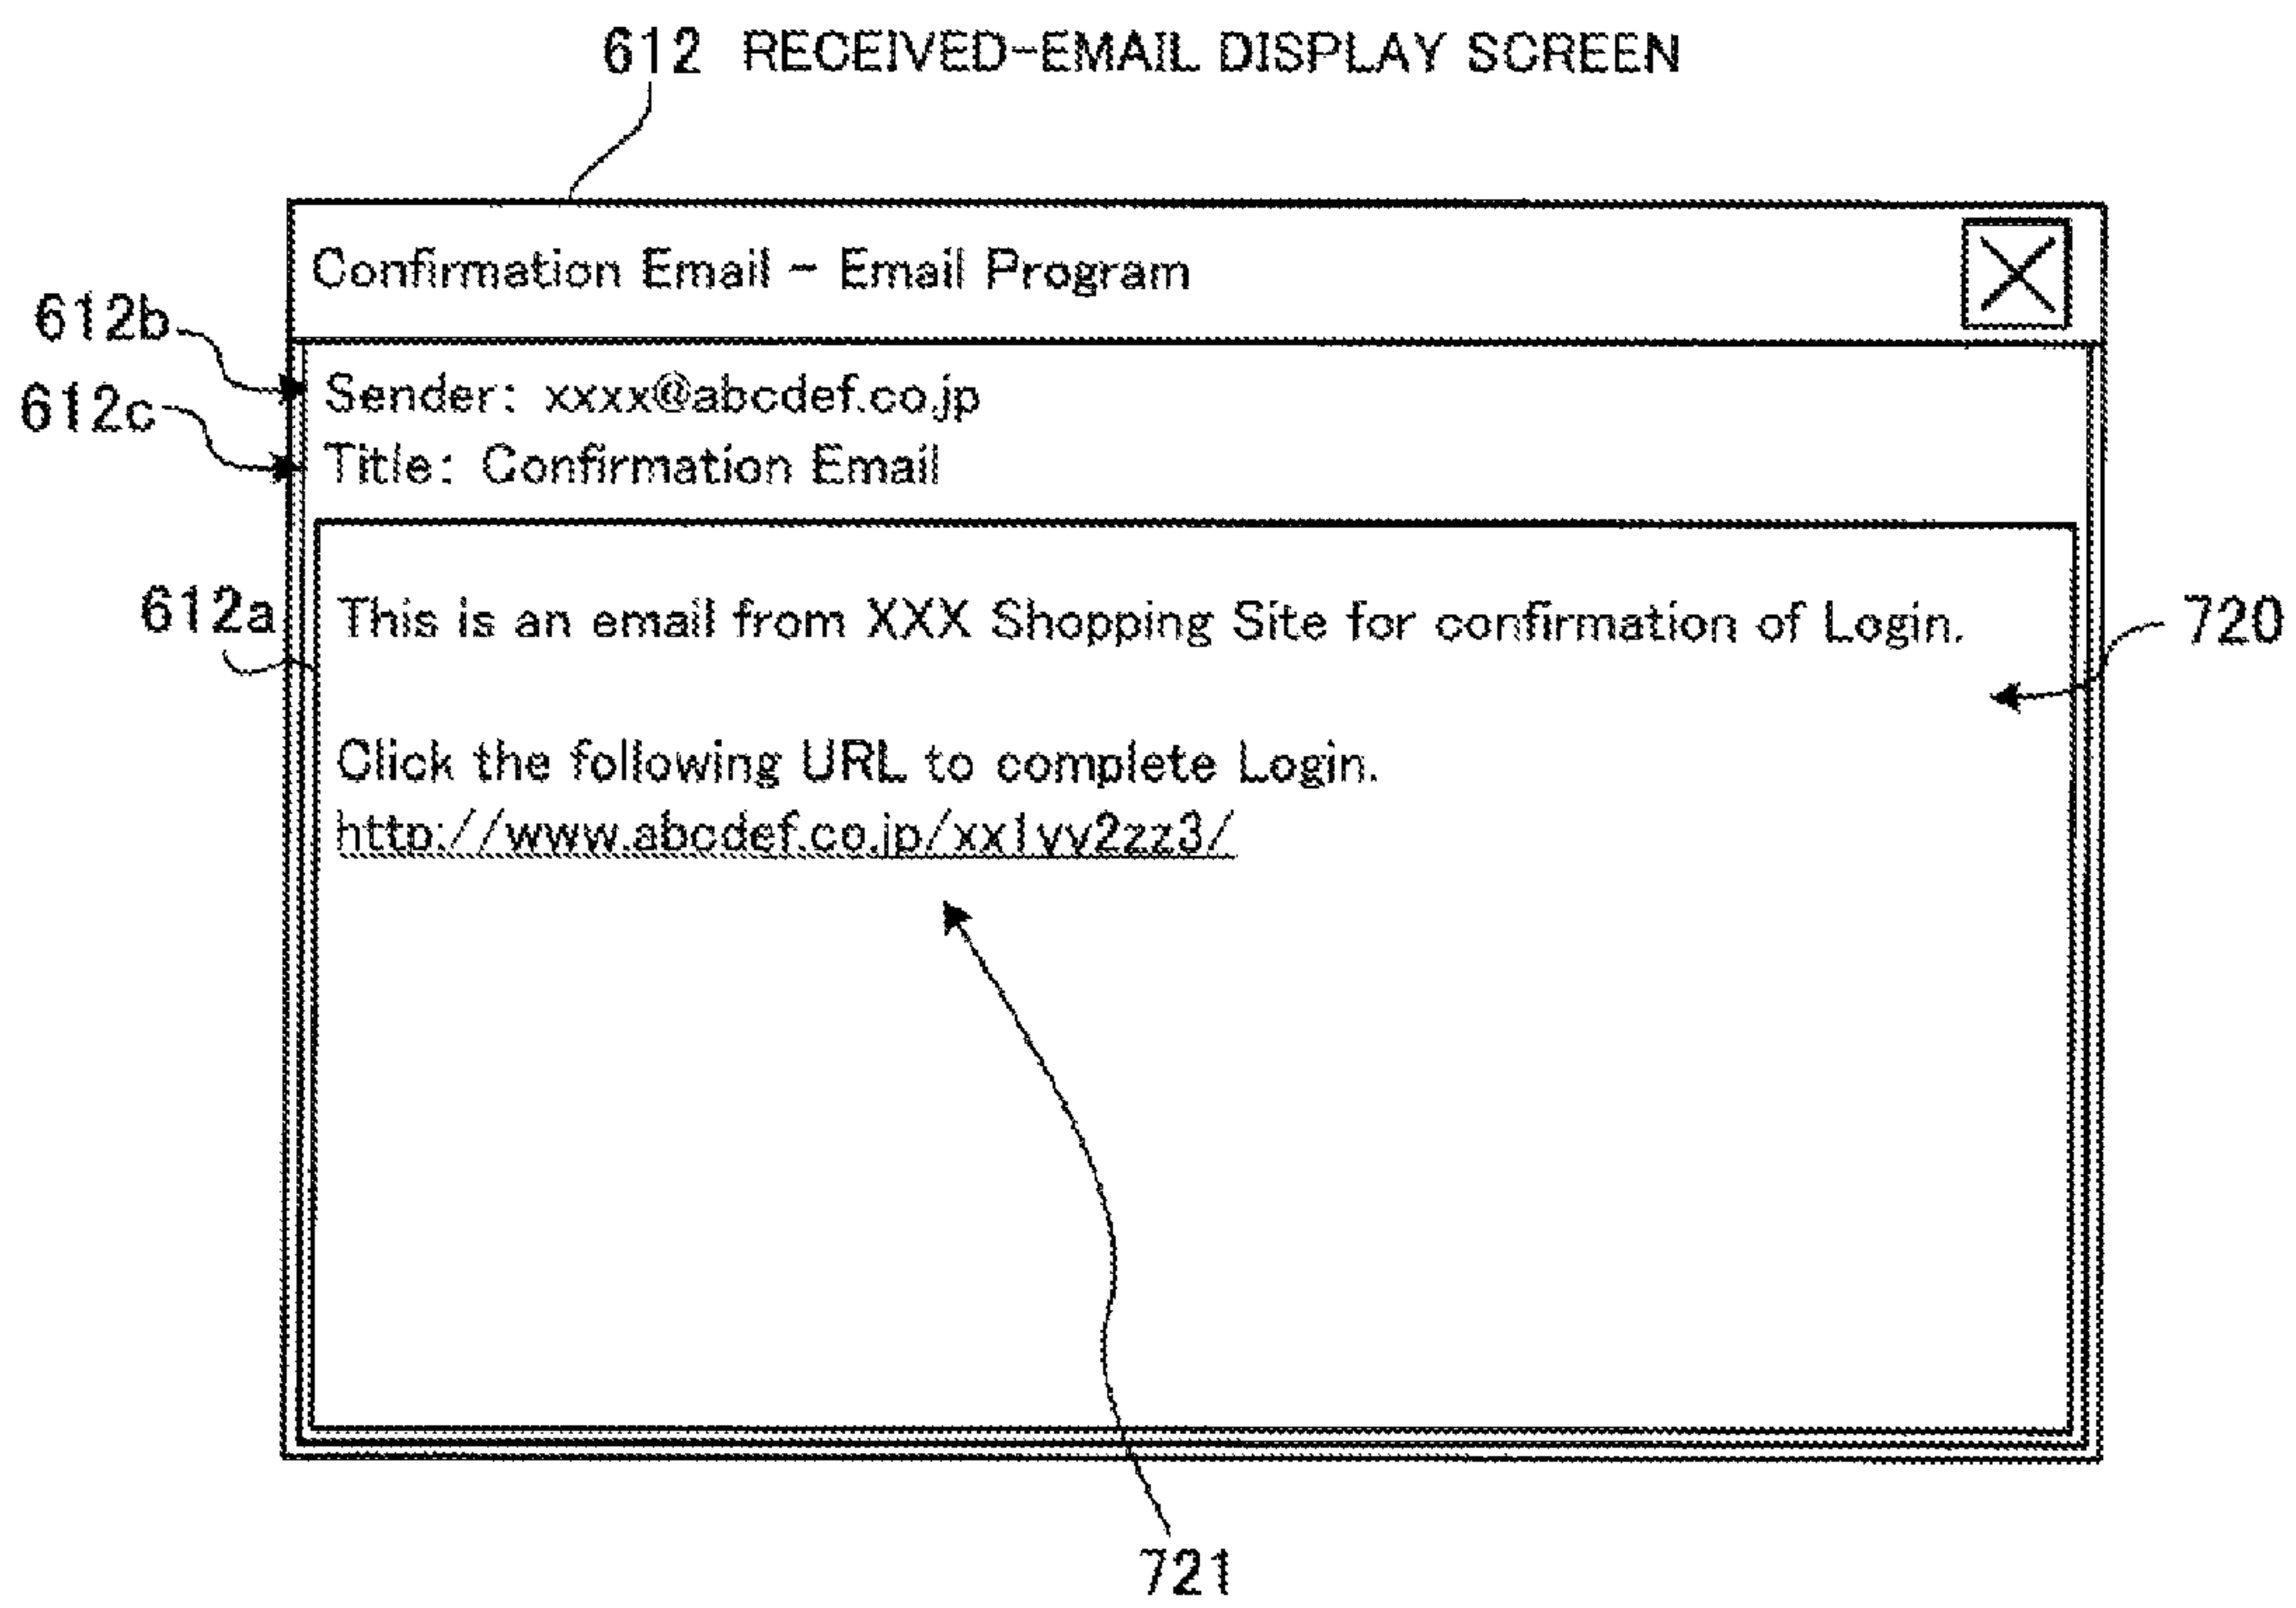 612 RECEIVED-EMAIL DISPLAY SCREEN
Confirmation Email - Email Program
612b
Sender: xxxx@abcdef.co.jp
612c
Title: Confirmation Email
612a
This is an email from XXX Shopping Site for confirmation of Login.
720
Click the following URL to complete Login.
http://www.abcdef.co.jp/xx1yy2zz3/
721